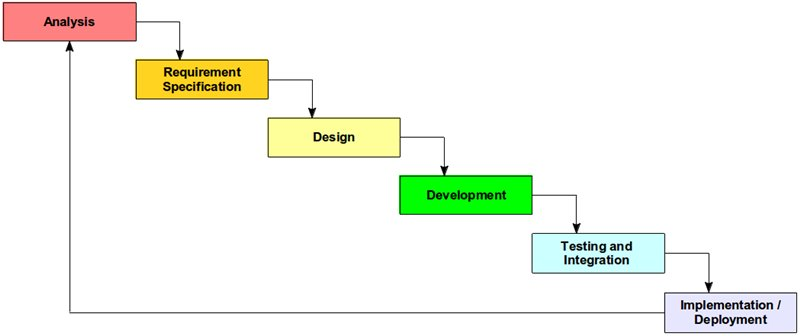 Analysis
Requirement
Specification
Design
Development
Testing and
Integration
Implementation /
Deployment